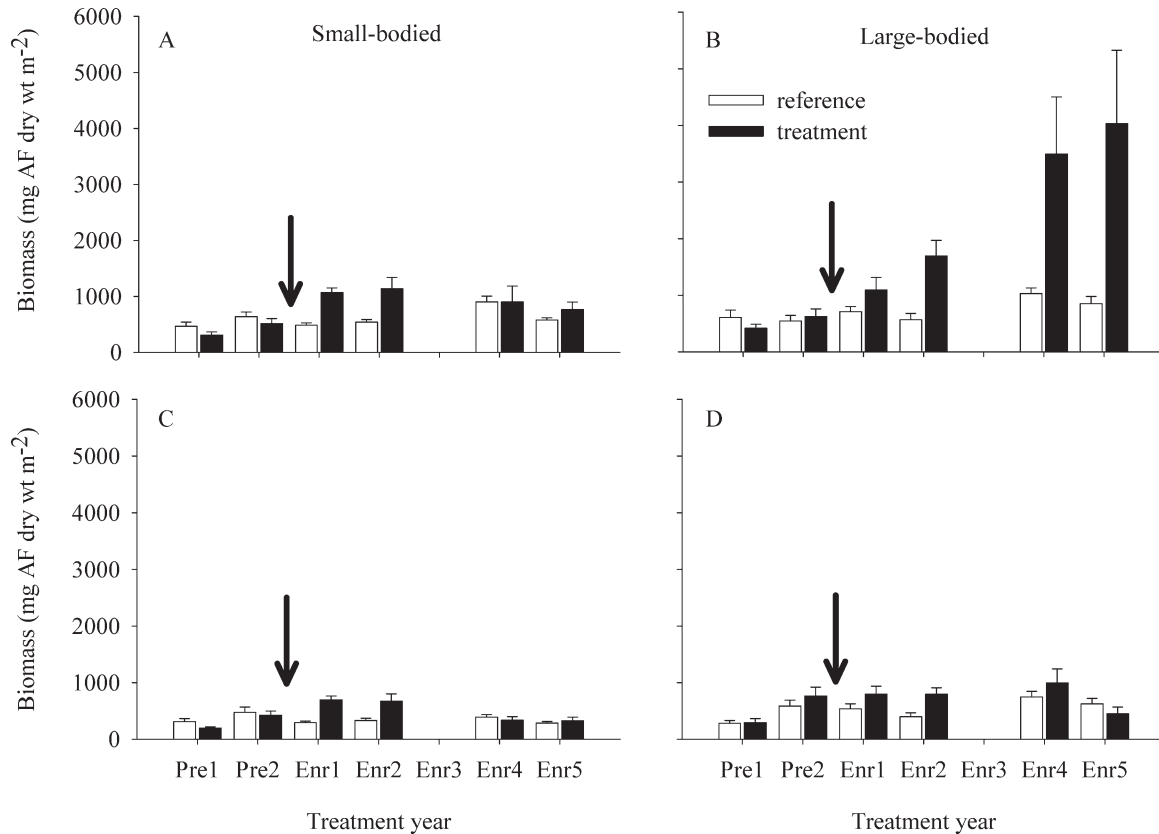 A
Small-bodied
B
Large-bodied
reference
treatment
Biomass (mg AF dry wt m-2)
6000
5000
4000
3000
2000
1000
0
C
D
Biomass (mg AF dry wt m-2)
6000
5000
4000
3000
2000
1000
0
Pre1 Pre2 Enr1 Enr2 Enr3 Enr4 Enr5
Treatment year
Pre1 Pre2 Enr1 Enr2 Enr3 Enr4 Enr5
Treatment year